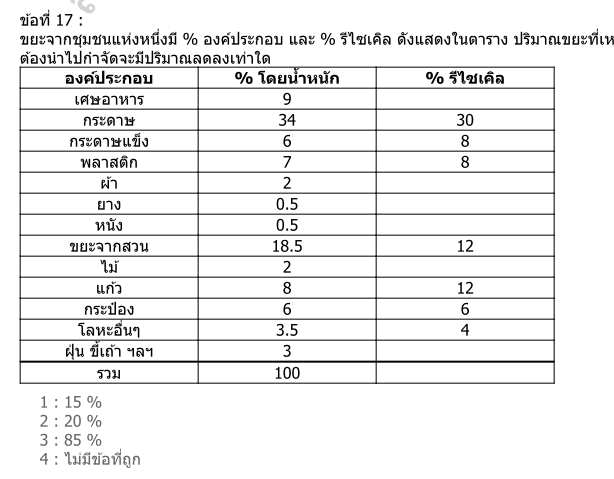 ข้อที่ 17 :
ขยะจากชุมชนแห่งหนึ่งมี % องค์ประกอบ และ % รีไซเคิล ดังแสดงในตาราง ปริมาณขยะที่เห
ต้องนำไปกำจัดจะมีปริมาณลดลงเท่าใด
องค์ประกอบ % โดยน้ำหนัก % รีไซเคิล
เศษอาหาร 9
กระดาษ 34 30
กระดาษแข็ง 6 8
พลาสติก 7 8
ผ้า 2
ยาง 0.5
หนัง 0.5
ขยะจากสวน 18.5 12
ไม้ 2
แก้ว 8 12
กระป๋อง 6 6
โลหะอื่นๆ 3.5 4
ฝุ่น ขี้เถ้า ฯลฯ 3
รวม 100
1 : 15 %
2 : 20 %
3 : 85 %
4 : ไม่มีข้อที่ถูก